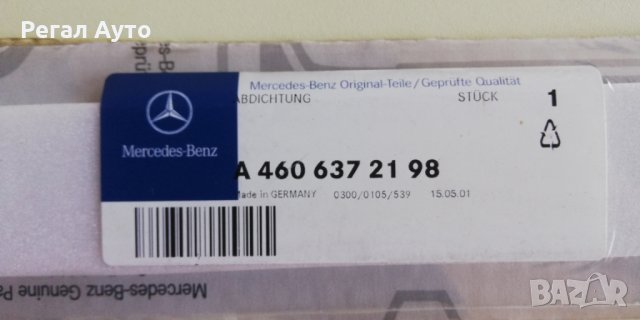 Регал Ауто
Mercedes-Benz Original-Teile/Geprüfte Qualität
ABDICHTUNG STÜCK 1
Mercedes-Benz
A 460 637 21 98
Made in GERMANY 0300/0105/539 15.05.01
Mercedes-Benz Genuine Pa
BAZAR